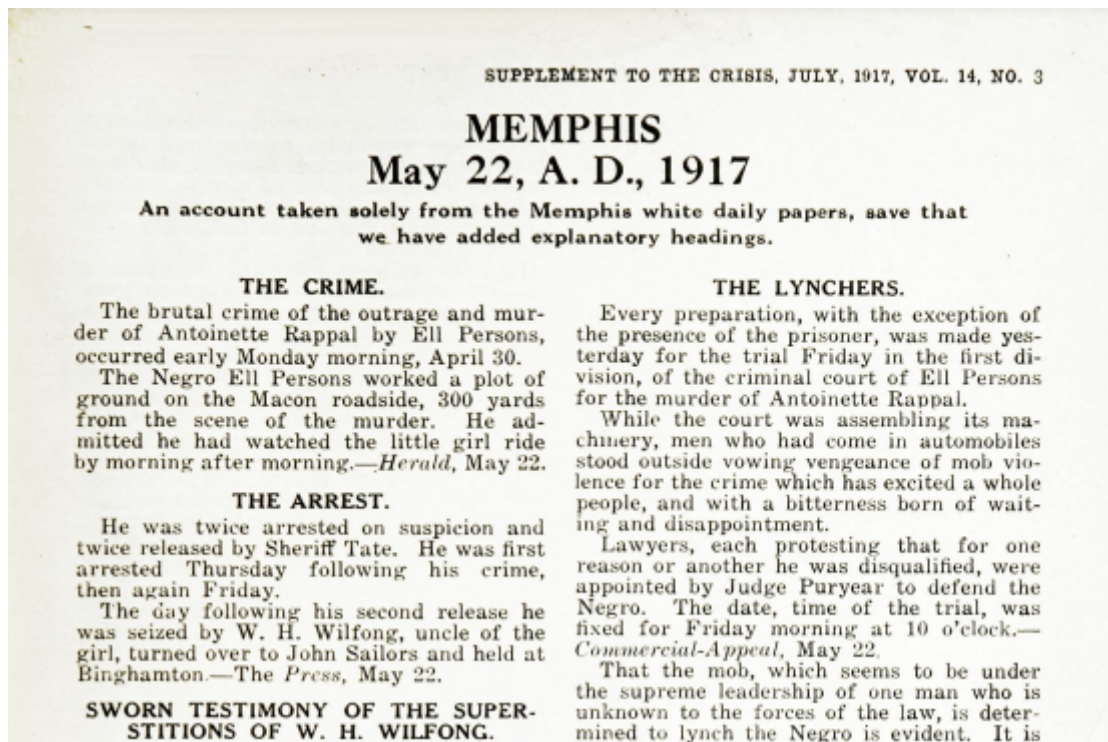 SUPPLEMENT TO THE CRISIS, JULY, 1917, VOL. 14, NO. 3
MEMPHIS
May 22, A. D., 1917
An account taken solely from the Memphis white daily papers, save that
we have added explanatory headings.
THE CRIME.
The brutal crime of the outrage and mur-
der of Antoinette Rappal by Ell Persons,
occurred early Monday morning, April 30.
The Negro Ell Persons worked a plot of
ground on the Macon roadside, 300 yards
from the scene of the murder. He ad-
mitted he had watched the little girl ride
by morning after morning.—Herald, May 22.
THE ARREST.
He was twice arrested on suspicion and
twice released by Sheriff Tate. He was first
arrested Thursday following his crime,
then again Friday.
The day following his second release he
was seized by W. H. Wilfong, uncle of the
girl, turned over to John Sailors and held at
Binghamton.—The Press, May 22.
SWORN TESTIMONY OF THE SUPER-
STITIONS OF W. H. WILFONG.
THE LYNCHERS.
Every preparation, with the exception of
the presence of the prisoner, was made yes-
terday for the trial Friday in the first di-
vision, of the criminal court of Ell Persons
for the murder of Antoinette Rappal.
While the court was assembling its ma-
chinery, men who had come in automobiles
stood outside vowing vengeance of mob vio-
lence for the crime which has excited a whole
people, and with a bitterness born of wait-
ing and disappointment.
Lawyers, each protesting that for one
reason or another he was disqualified, were
appointed by Judge Puryear to defend the
Negro. The date, time of the trial, was
fixed for Friday morning at 10 o'clock.—
Commercial-Appeal, May 22.
That the mob, which seems to be under
the supreme leadership of one man who is
unknown to the forces of the law, is deter-
mined to lynch the Negro is evident. It is